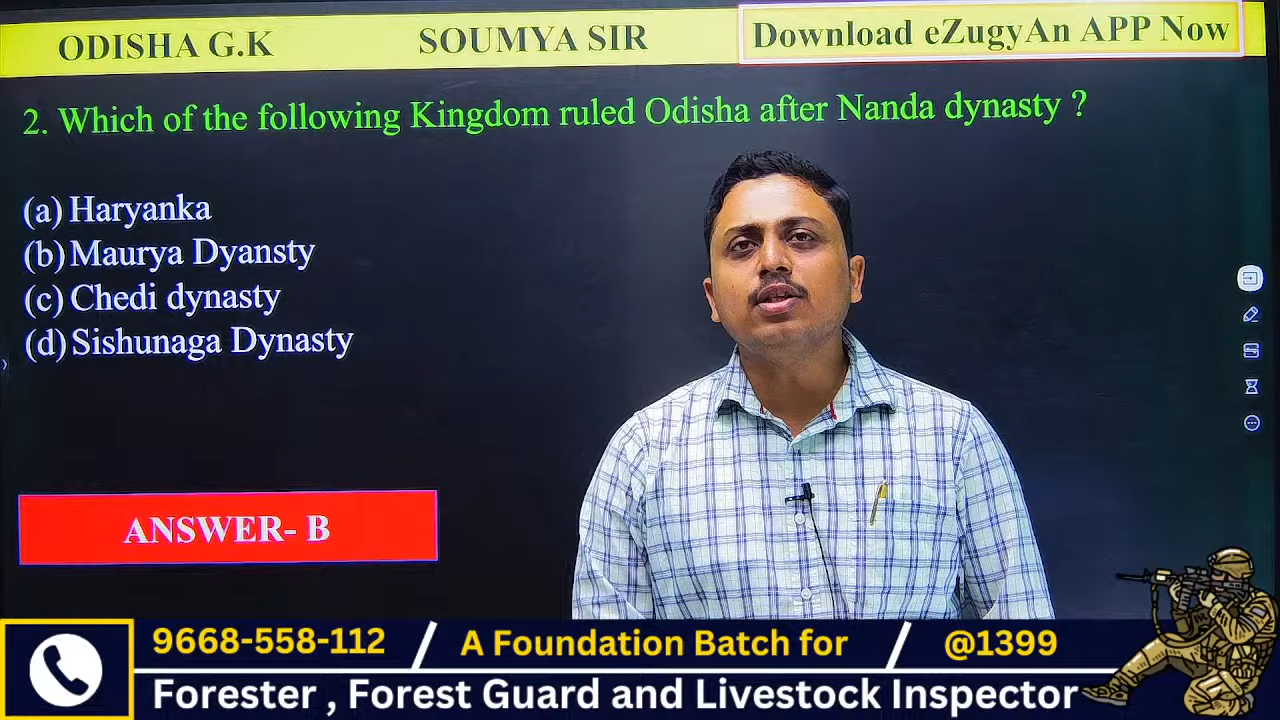 ODISHA G.K SOUMYA SIR Download eZugyAn APP Now
2. Which of the following Kingdom ruled Odisha after Nanda dynasty ?
(a) Haryanka
(b) Maurya Dyansty
(c) Chedi dynasty
(d) Sishunaga Dynasty
ANSWER- B
9668-558-112 / A Foundation Batch for / @1399
Forester , Forest Guard and Livestock Inspector